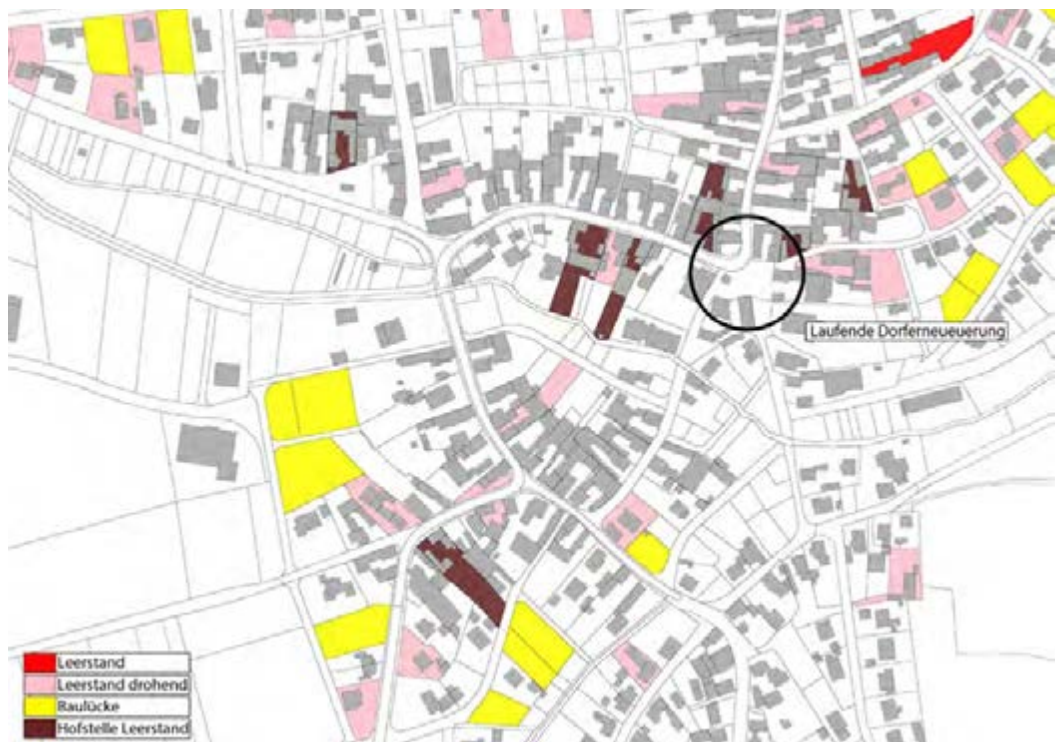 Laufende Dorferneueuerung
Leerstand
Leerstand drohend
Baulücke
Hofstelle Leerstand